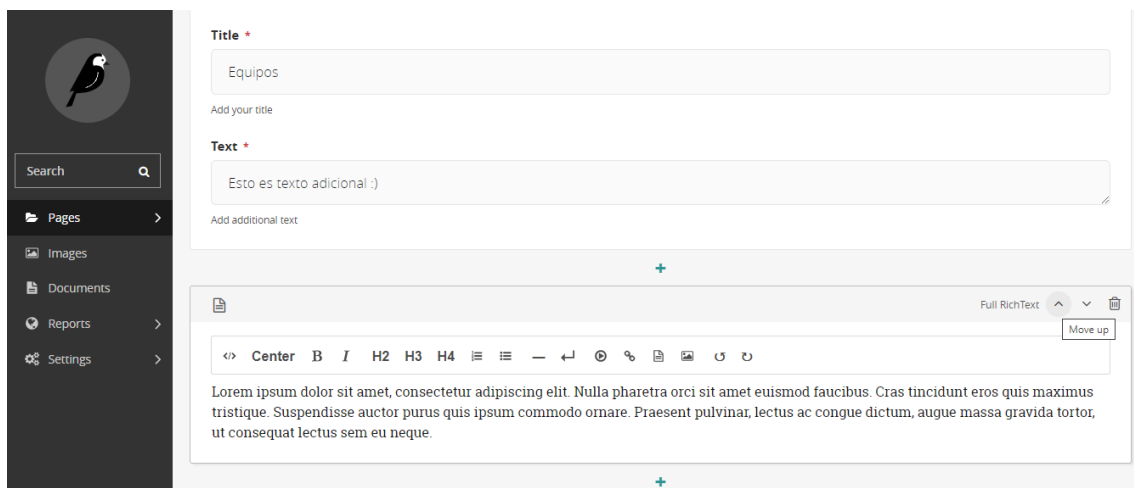 Search
Pages
Images
Documents
Reports
Settings
Title *
Equipos
Add your title
Text *
Esto es texto adicional :)
Add additional text
+
Full RichText
Move up
</> Center B I H2 H3 H4
Lorem ipsum dolor sit amet, consectetur adipiscing elit. Nulla pharetra orci sit amet euismod faucibus. Cras tincidunt eros quis maximus
tristique. Suspendisse auctor purus quis ipsum commodo ornare. Praesent pulvinar, lectus ac congue dictum, augue massa gravida tortor,
ut consequat lectus sem eu neque.
+